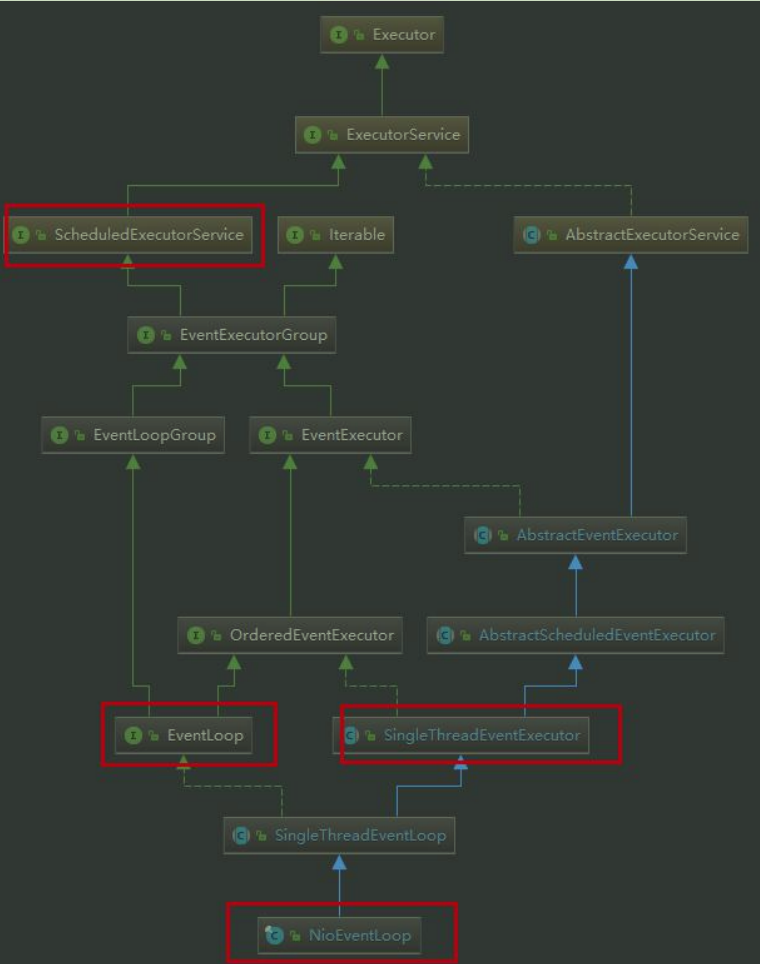 Executor
ExecutorService
ScheduledExecutorService
Iterable
AbstractExecutorService
EventExecutorGroup
EventLoopGroup
EventExecutor
AbstractEventExecutor
OrderedEventExecutor
AbstractScheduledEventExecutor
EventLoop
SingleThreadEventExecutor
SingleThreadEventLoop
NioEventLoop